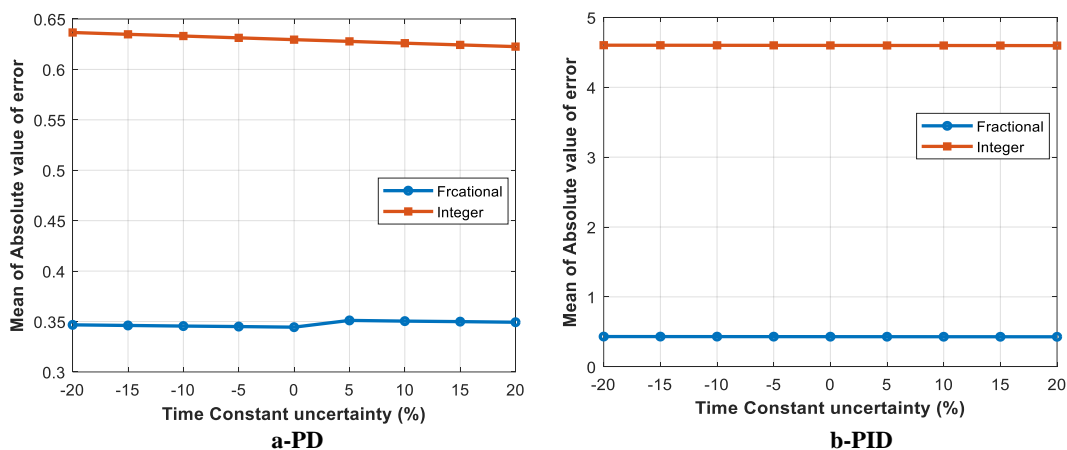 0.65
0.6
0.55
0.5
0.45
0.4
0.35
0.3
Mean of Absolute value of error
Frcational
Integer
-20 -15 -10 -5 0 5 10 15 20
Time Constant uncertainty (%)
a-PD
5
4
3
2
1
0
Mean of Absolute value of error
Fractional
Integer
-20 -15 -10 -5 0 5 10 15 20
Time Constant uncertainty (%)
b-PID